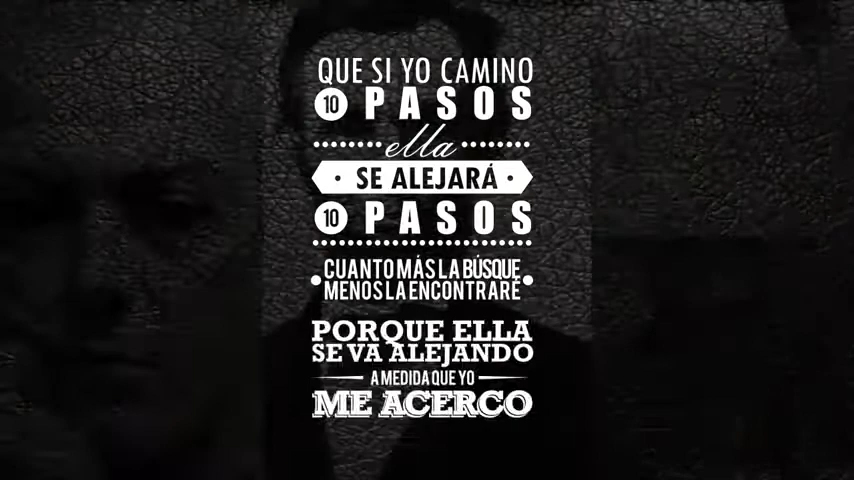 QUE SI YO CAMINO
10 PASOS
ella
SE ALEJARÁ
10 PASOS
CUANTO MÁS LA BÚSQUE
MENOS LA ENCONTRARÉ
PORQUE ELLA
SE VA ALEJANDO
A MEDIDA QUE YO
ME ACERCO